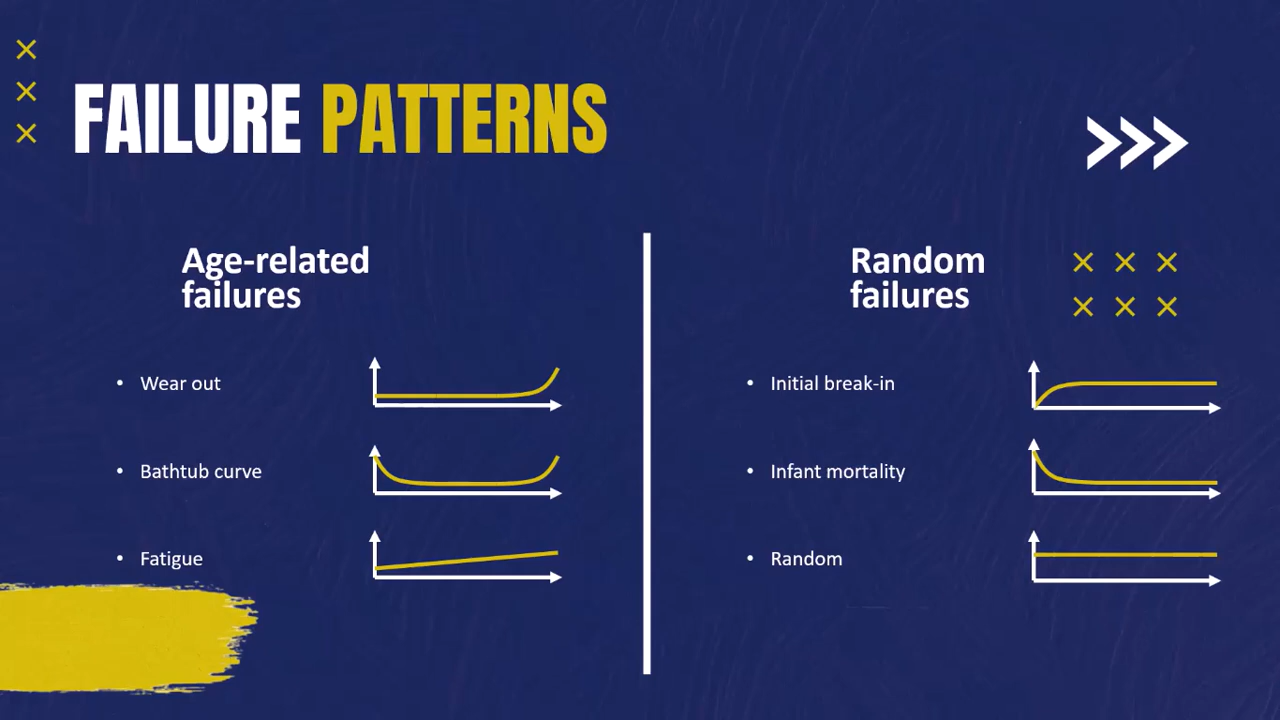 FAILURE PATTERNS
Age-related
failures
• Wear out
• Bathtub curve
• Fatigue
Random
failures
• Initial break-in
• Infant mortality
• Random